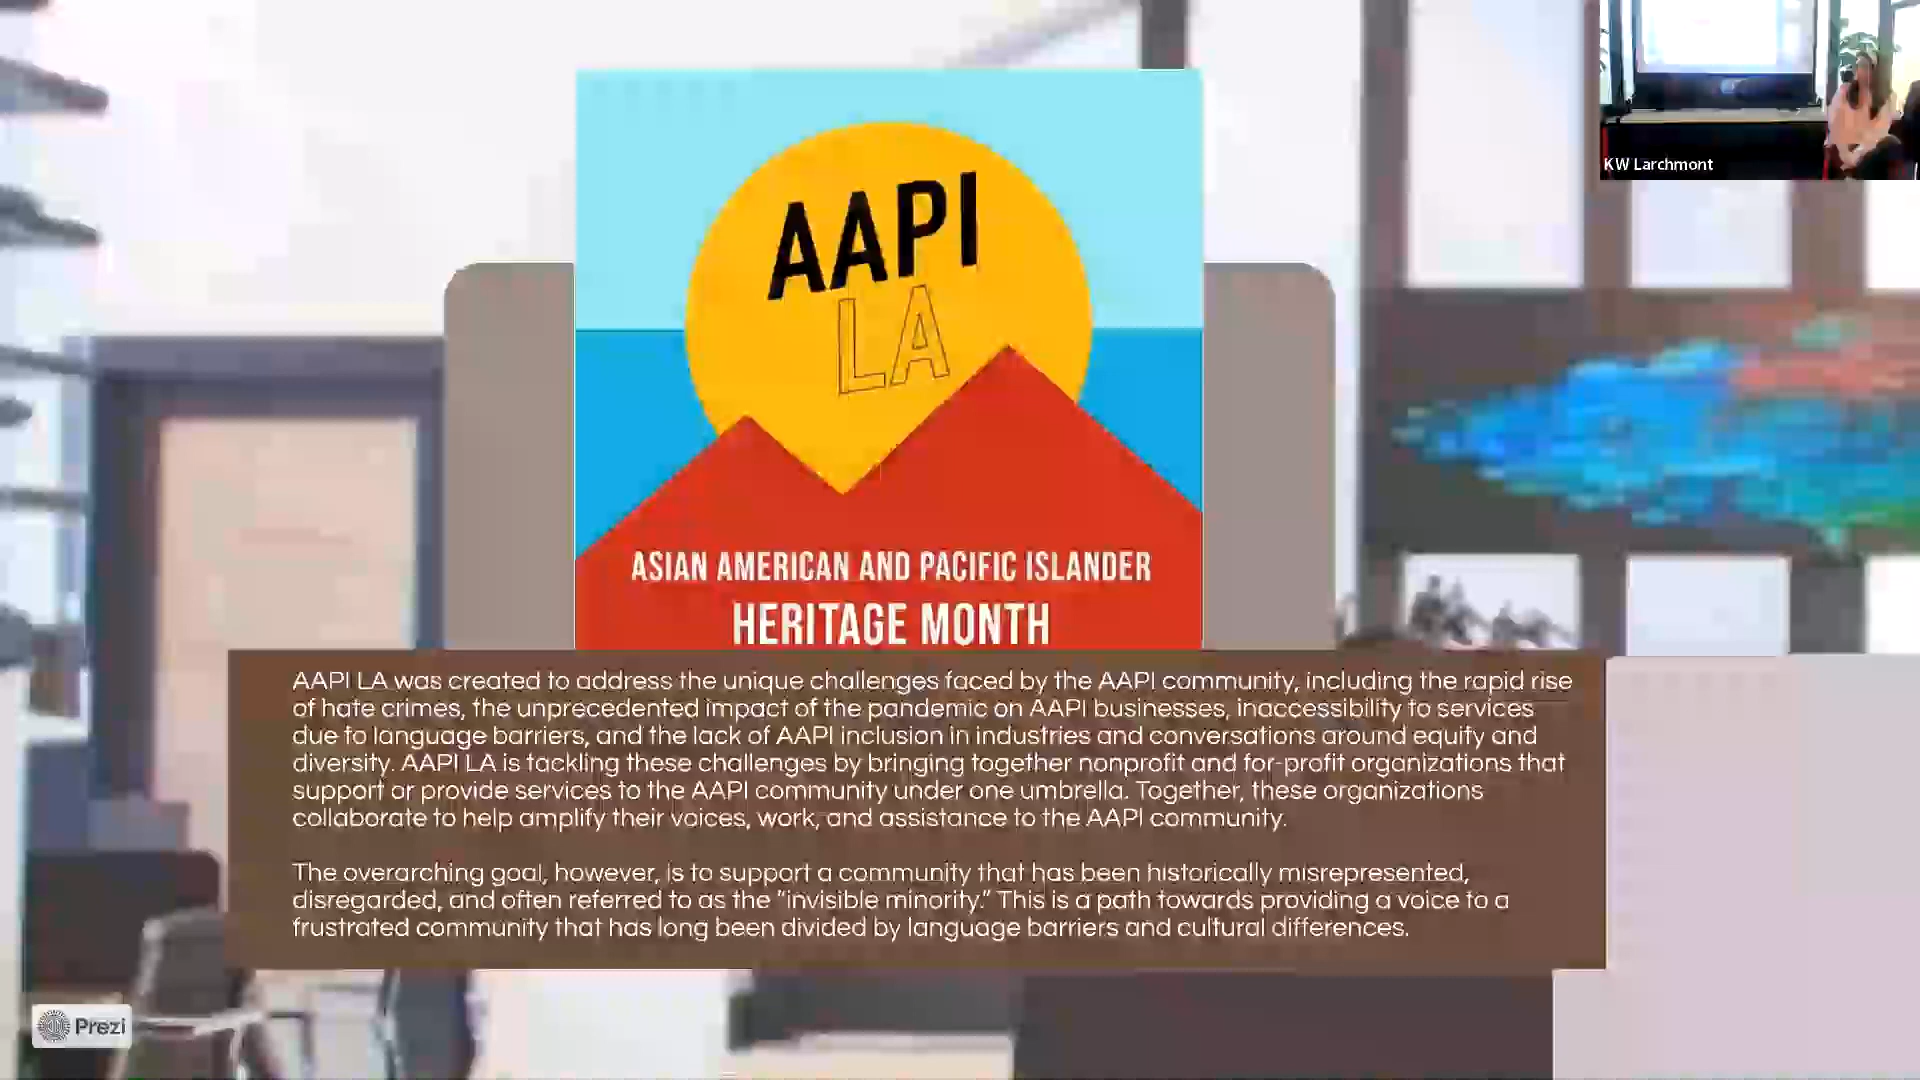 KW Larchmont
AAPI
LA
ASIAN AMERICAN AND PACIFIC ISLANDER
HERITAGE MONTH
AAPI LA was created to address the unique challenges faced by the AAPI community, including the rapid rise
of hate crimes, the unprecedented impact of the pandemic on AAPI businesses, inaccessibility to services
due to language barriers, and the lack of AAPI inclusion in industries and conversations around equity and
diversity. AAPI LA is tackling these challenges by bringing together nonprofit and for-profit organizations that
support or provide services to the AAPI community under one umbrella. Together, these organizations
collaborate to help amplify their voices, work, and assistance to the AAPI community.
The overarching goal, however, is to support a community that has been historically misrepresented,
disregarded, and often referred to as the “invisible minority.” This is a path towards providing a voice to a
frustrated community that has long been divided by language barriers and cultural differences.
Prezi